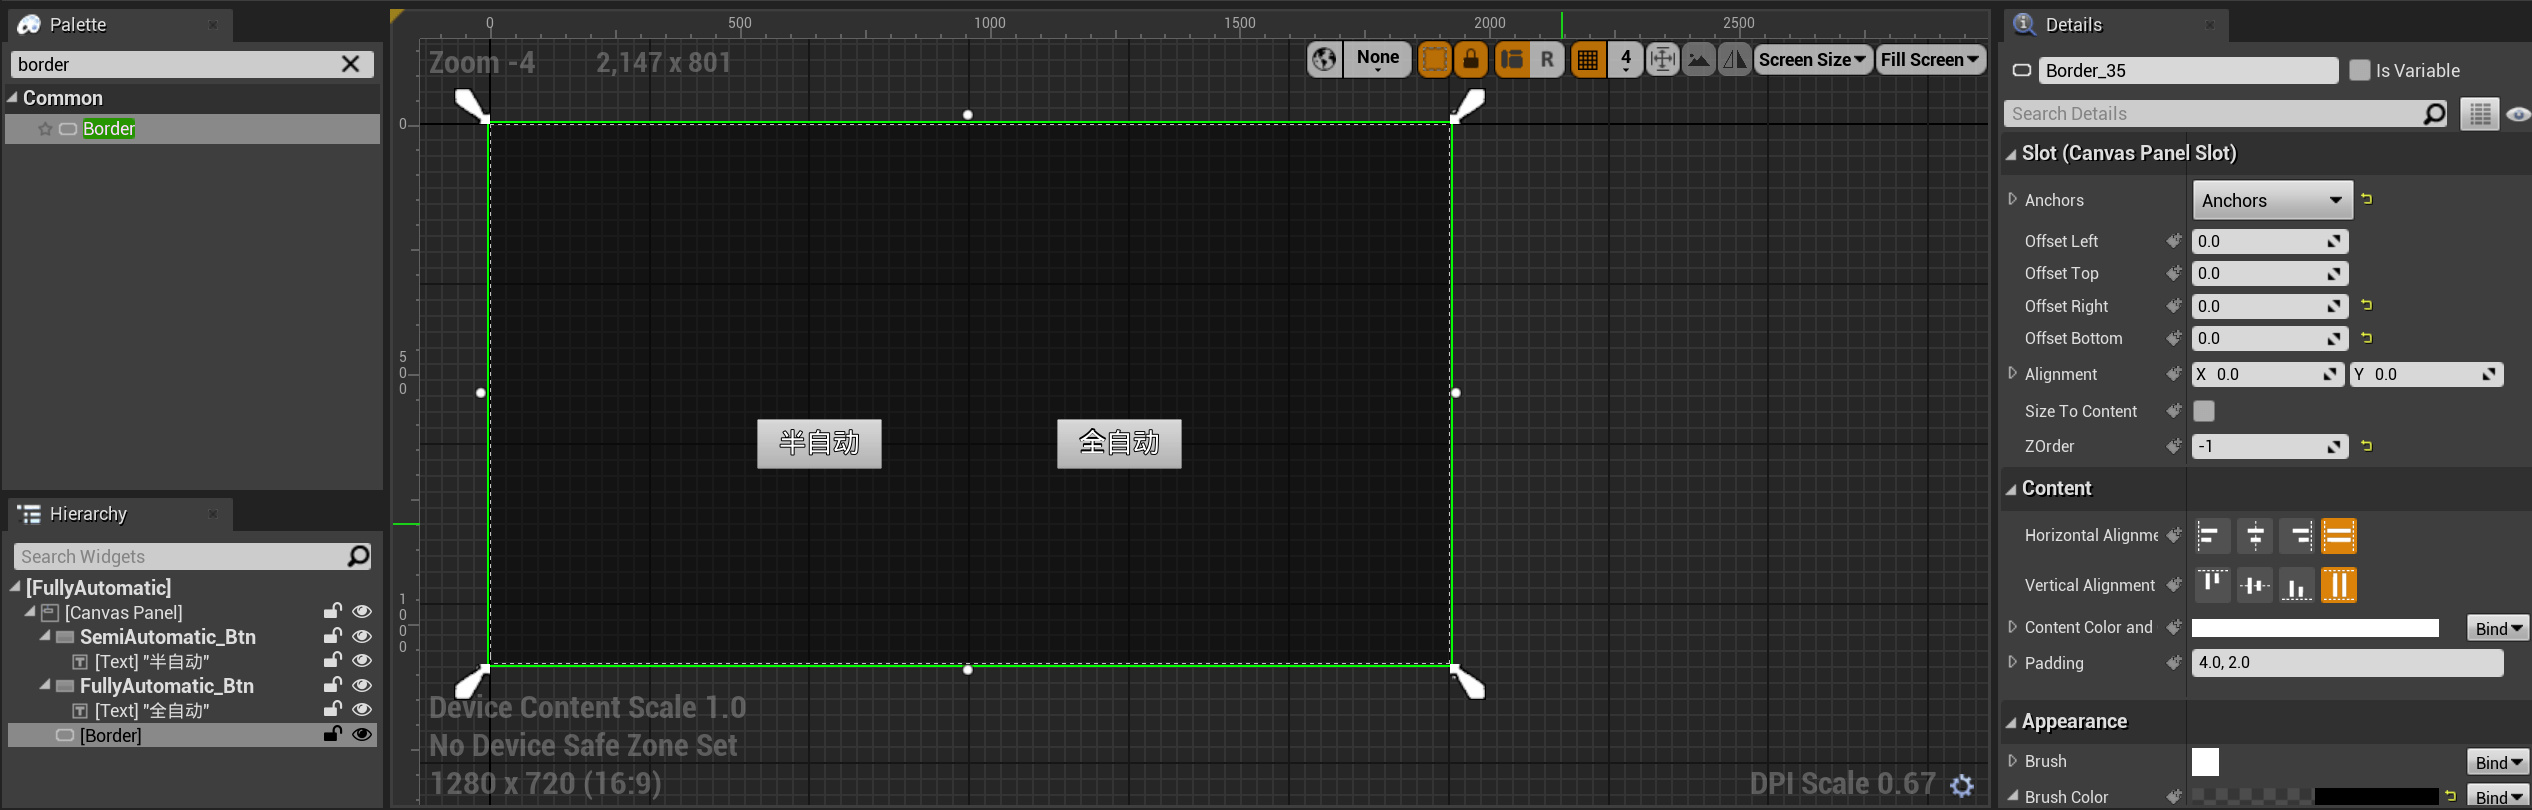 Palette
border
Common
Border
Hierarchy
Search Widgets
[FullyAutomatic]
[Canvas Panel]
SemiAutomatic_Btn
[Text] "半自动"
FullyAutomatic_Btn
[Text] "全自动"
[Border]
0 500 1000 1500 2000 2500
Zoom -4 2,147 x 801
None R 4 Screen Size Fill Screen
0
500
1000
半自动 全自动
Device Content Scale 1.0
No Device Safe Zone Set
1280 x 720 (16:9)
DPI Scale 0.67
Details
Border_35 Is Variable
Search Details
Slot (Canvas Panel Slot)
Anchors Anchors
Offset Left 0.0
Offset Top 0.0
Offset Right 0.0
Offset Bottom 0.0
Alignment X 0.0 Y 0.0
Size To Content
ZOrder -1
Content
Horizontal Alignme
Vertical Alignment
Content Color and Bind
Padding 4.0, 2.0
Appearance
Brush Bind
Brush Color Bind